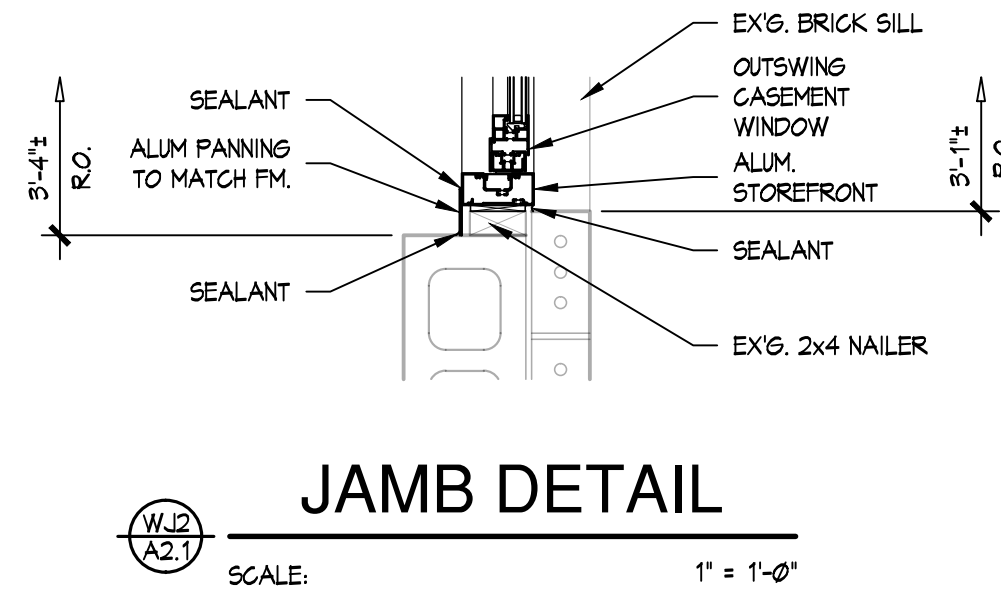 EX'G. BRICK SILL
OUTSWING
CASEMENT
WINDOW
ALUM.
STOREFRONT
SEALANT
EX'G. 2x4 NAILER
SEALANT
ALUM PANNING
TO MATCH FM.
SEALANT
3'-4"±
R.O.
3'-1"±
R.O.
JAMB DETAIL
WJ2
A2.1
SCALE:
1" = 1'-0"